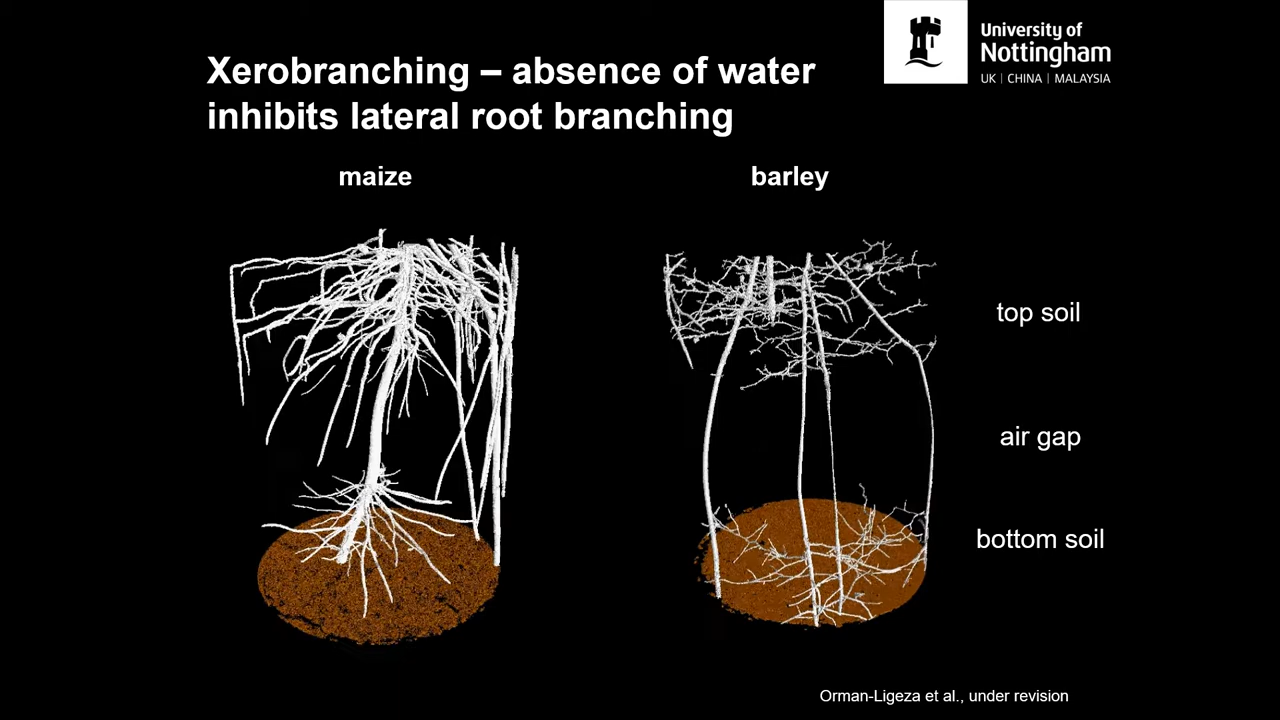 University of
Nottingham
UK | CHINA | MALAYSIA
Xerobranching – absence of water
inhibits lateral root branching
maize
barley
top soil
air gap
bottom soil
Orman-Ligeza et al., under revision